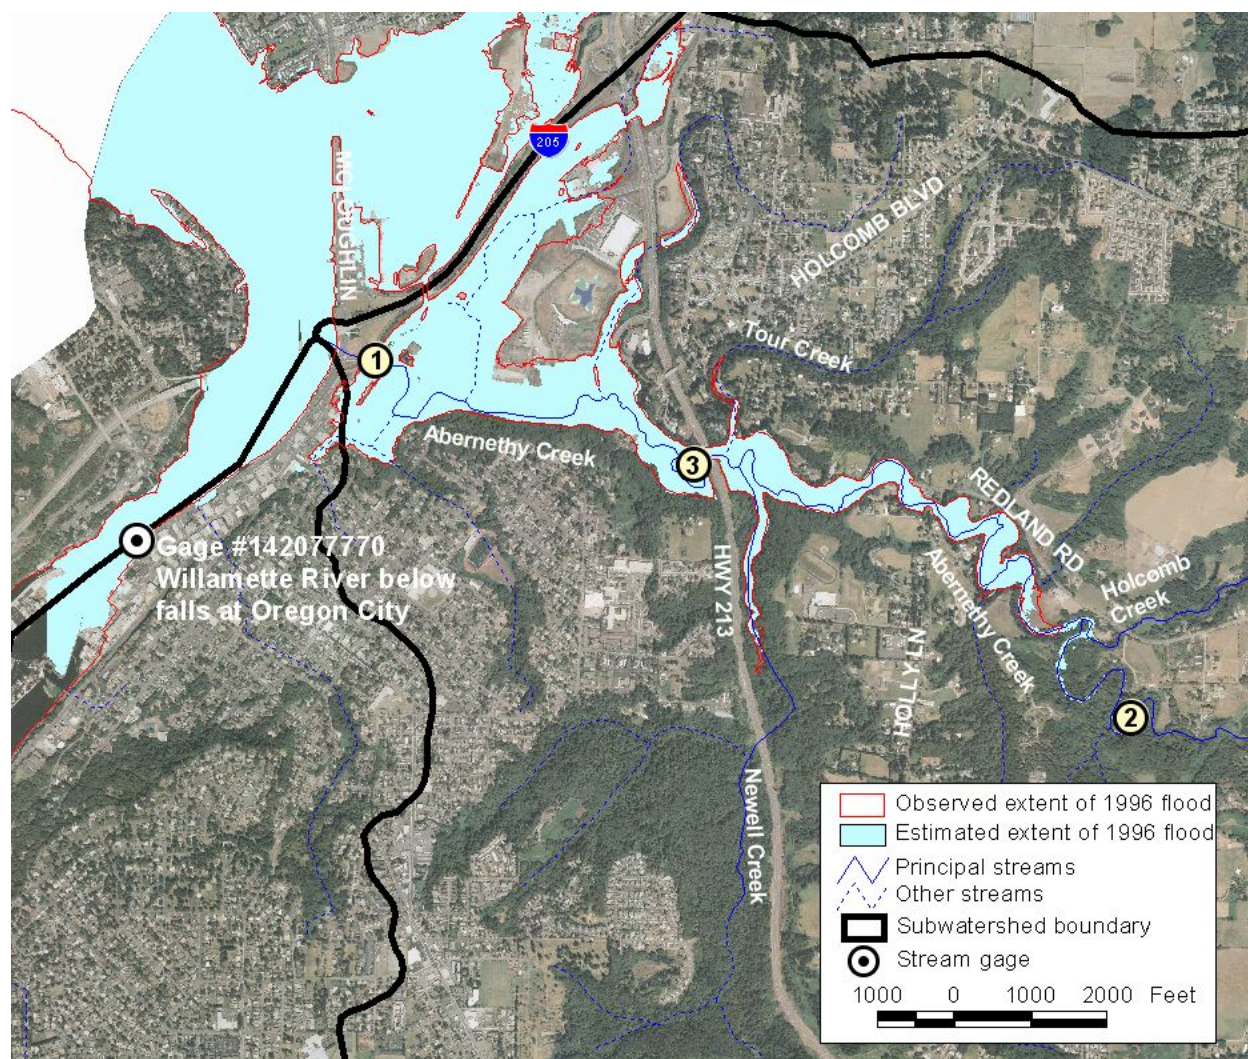 205
MCLOUGHLIN
HOLCOMB BLVD
1
Tour Creek
Abernethy Creek
3
REDLAND RD
Gage #142077770
Willamette River below
falls at Oregon City
HWY 213
Abernethy Creek
Holcomb
Creek
HOLLY LN
2
Newell Creek
Observed extent of 1996 flood
Estimated extent of 1996 flood
Principal streams
Other streams
Subwatershed boundary
Stream gage
1000 0 1000 2000 Feet